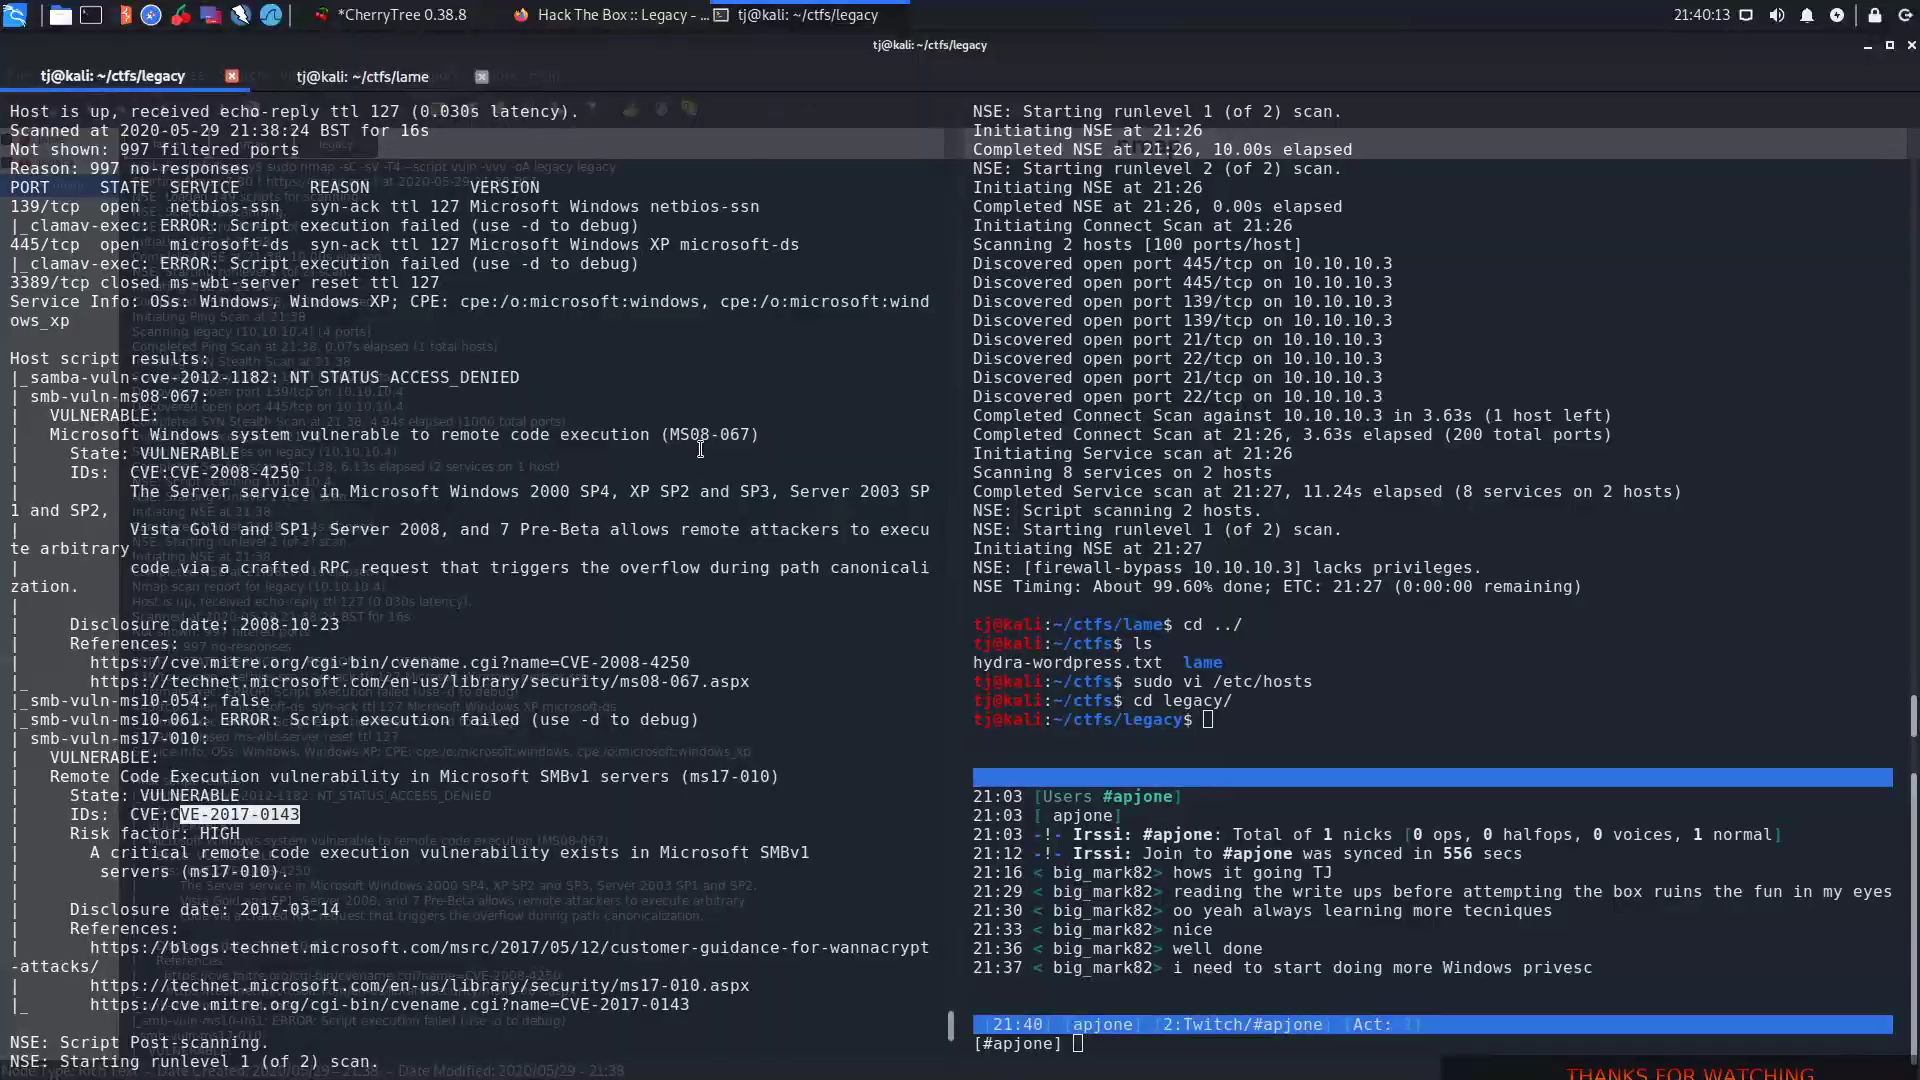 *CherryTree 0.38.8
Hack The Box :: Legacy - ...
tj@kali: ~/ctfs/legacy
21:40:13
tj@kali: ~/ctfs/legacy
tj@kali: ~/ctfs/legacy
tj@kali: ~/ctfs/lame
Host is up, received echo-reply ttl 127 (0.030s latency).
Scanned at 2020-05-29 21:38:24 BST for 16s
Not shown: 997 filtered ports
Reason: 997 no-responses
PORT     STATE  SERVICE       REASON          VERSION
139/tcp  open   netbios-ssn   syn-ack ttl 127 Microsoft Windows netbios-ssn
|_clamav-exec: ERROR: Script execution failed (use -d to debug)
445/tcp  open   microsoft-ds  syn-ack ttl 127 Microsoft Windows XP microsoft-ds
|_clamav-exec: ERROR: Script execution failed (use -d to debug)
3389/tcp closed ms-wbt-server reset ttl 127
Service Info: OSs: Windows, Windows XP; CPE: cpe:/o:microsoft:windows, cpe:/o:microsoft:wind
ows_xp
Host script results:
|_samba-vuln-cve-2012-1182: NT_STATUS_ACCESS_DENIED
| smb-vuln-ms08-067:
|   VULNERABLE:
|   Microsoft Windows system vulnerable to remote code execution (MS08-067)
|     State: VULNERABLE
|     IDs:  CVE:CVE-2008-4250
|           The Server service in Microsoft Windows 2000 SP4, XP SP2 and SP3, Server 2003 SP
1 and SP2,
|           Vista Gold and SP1, Server 2008, and 7 Pre-Beta allows remote attackers to execu
te arbitrary
|           code via a crafted RPC request that triggers the overflow during path canonicali
zation.
|
|     Disclosure date: 2008-10-23
|     References:
|       https://cve.mitre.org/cgi-bin/cvename.cgi?name=CVE-2008-4250
|_      https://technet.microsoft.com/en-us/library/security/ms08-067.aspx
|_smb-vuln-ms10-054: false
|_smb-vuln-ms10-061: ERROR: Script execution failed (use -d to debug)
| smb-vuln-ms17-010:
|   VULNERABLE:
|   Remote Code Execution vulnerability in Microsoft SMBv1 servers (ms17-010)
|     State: VULNERABLE
|     IDs:  CVE:CVE-2017-0143
|     Risk factor: HIGH
|       A critical remote code execution vulnerability exists in Microsoft SMBv1
|        servers (ms17-010).
|
|     Disclosure date: 2017-03-14
|     References:
|       https://blogs.technet.microsoft.com/msrc/2017/05/12/customer-guidance-for-wannacrypt
-attacks/
|       https://technet.microsoft.com/en-us/library/security/ms17-010.aspx
|_      https://cve.mitre.org/cgi-bin/cvename.cgi?name=CVE-2017-0143
NSE: Script Post-scanning.
NSE: Starting runlevel 1 (of 2) scan.
NSE: Starting runlevel 1 (of 2) scan.
Initiating NSE at 21:26
Completed NSE at 21:26, 10.00s elapsed
NSE: Starting runlevel 2 (of 2) scan.
Initiating NSE at 21:26
Completed NSE at 21:26, 0.00s elapsed
Initiating Connect Scan at 21:26
Scanning 2 hosts [100 ports/host]
Discovered open port 445/tcp on 10.10.10.3
Discovered open port 445/tcp on 10.10.10.3
Discovered open port 139/tcp on 10.10.10.3
Discovered open port 139/tcp on 10.10.10.3
Discovered open port 21/tcp on 10.10.10.3
Discovered open port 22/tcp on 10.10.10.3
Discovered open port 21/tcp on 10.10.10.3
Discovered open port 22/tcp on 10.10.10.3
Completed Connect Scan against 10.10.10.3 in 3.63s (1 host left)
Completed Connect Scan at 21:26, 3.63s elapsed (200 total ports)
Initiating Service scan at 21:26
Scanning 8 services on 2 hosts
Completed Service scan at 21:27, 11.24s elapsed (8 services on 2 hosts)
NSE: Script scanning 2 hosts.
NSE: Starting runlevel 1 (of 2) scan.
Initiating NSE at 21:27
NSE: [firewall-bypass 10.10.10.3] lacks privileges.
NSE Timing: About 99.60% done; ETC: 21:27 (0:00:00 remaining)
tj@kali:~/ctfs/lame$ cd ../
tj@kali:~/ctfs$ ls
hydra-wordpress.txt  lame
tj@kali:~/ctfs$ sudo vi /etc/hosts
tj@kali:~/ctfs$ cd legacy/
tj@kali:~/ctfs/legacy$
21:03 [Users #apjone]
21:03 [ apjone]
21:03 -!- Irssi: #apjone: Total of 1 nicks [0 ops, 0 halfops, 0 voices, 1 normal]
21:12 -!- Irssi: Join to #apjone was synced in 556 secs
21:16 < big_mark82> hows it going TJ
21:29 < big_mark82> reading the write ups before attempting the box ruins the fun in my eyes
21:30 < big_mark82> oo yeah always learning more tecniques
21:33 < big_mark82> nice
21:36 < big_mark82> well done
21:37 < big_mark82> i need to start doing more Windows privesc
[21:40] [apjone] [2:Twitch/#apjone] [Act: 1]
[#apjone]
THANKS FOR WATCHING
Node Type: Rich Text - Date Created: 2020/05/29 - 21:38 - Date Modified: 2020/05/29 - 21:38